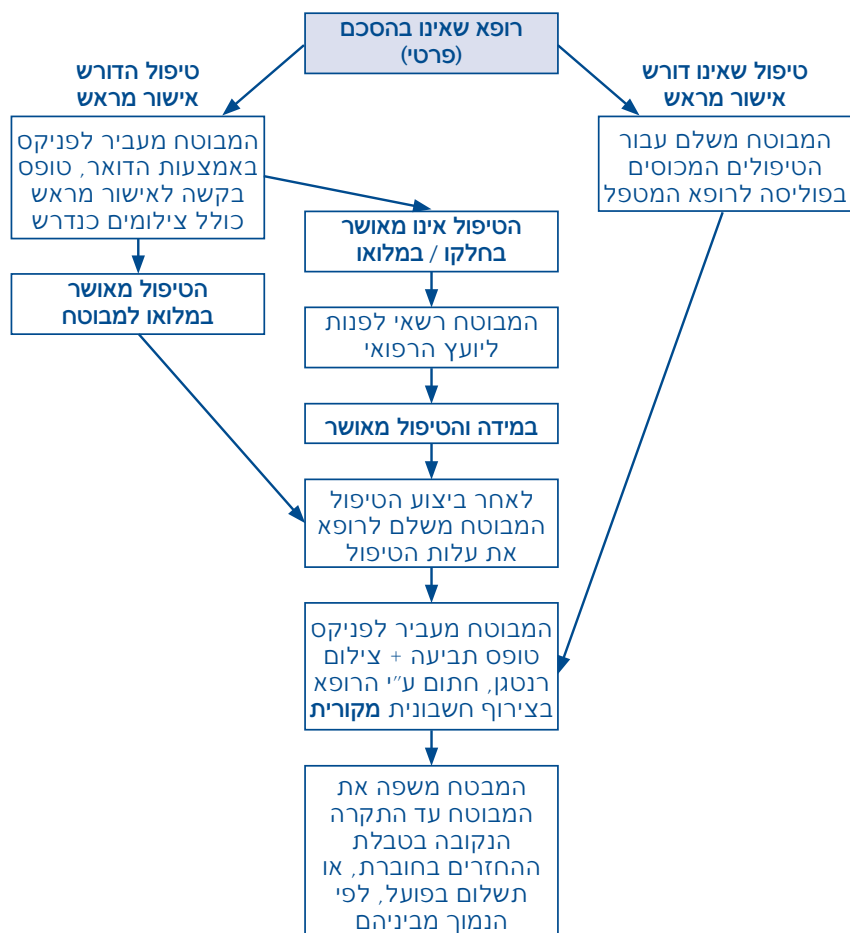 רופא שאינו בהסכם
(פרטי)
טיפול שאינו דורש
אישור מראש
המבוטח משלם עבור
הטיפולים המכוסים
בפוליסה לרופא המטפל
טיפול הדורש
אישור מראש
המבוטח מעביר לפניקס
באמצעות הדואר, טופס
בקשה לאישור מראש
כולל צילומים כנדרש
הטיפול אינו מאושר
בחלקו / במלואו
הטיפול מאושר
במלואו למבוטח
המבוטח רשאי לפנות
ליועץ הרפואי
במידה והטיפול מאושר
לאחר ביצוע הטיפול
המבוטח משלם לרופא
את עלות הטיפול
המבוטח מעביר לפניקס
טופס תביעה + צילום
רנטגן, חתום ע״י הרופא
בצירוף חשבונית מקורית
המבטח משפה את
המבוטח עד התקרה
הנקובה בטבלת
ההחזרים בחוברת, או
תשלום בפועל, לפי
הנמוך מביניהם